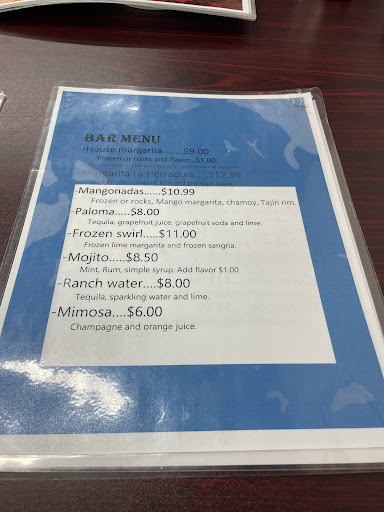 BAR MENU
-House margarita.......$9.00
Frozen or rocks add flavor..$1.00
-Margarita La Herradura....$12.99
-Mangonadas......$10.99
Frozen or rocks, Mango margarita, chamoy, Tajin rim.
-Paloma.....$8.00
Tequila, grapefruit juice, grapefruit soda and lime.
-Frozen swirl...$11.00
Frozen lime margarita and frozen sangria.
-Mojito.....$8.50
Mint, Rum, simple syrup. Add flavor $1.00
-Ranch water....$8.00
Tequila, sparkling water and lime.
-Mimosa....$6.00
Champagne and orange juice.